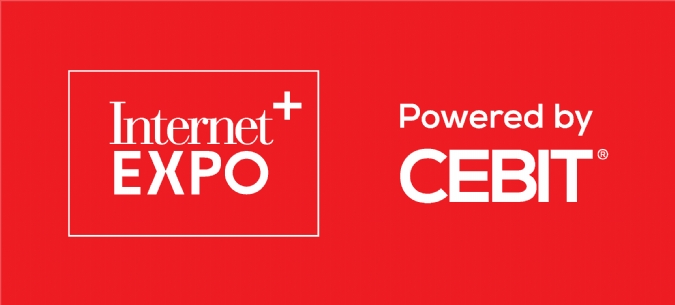 Internet+
EXPO
Powered by
CEBIT®